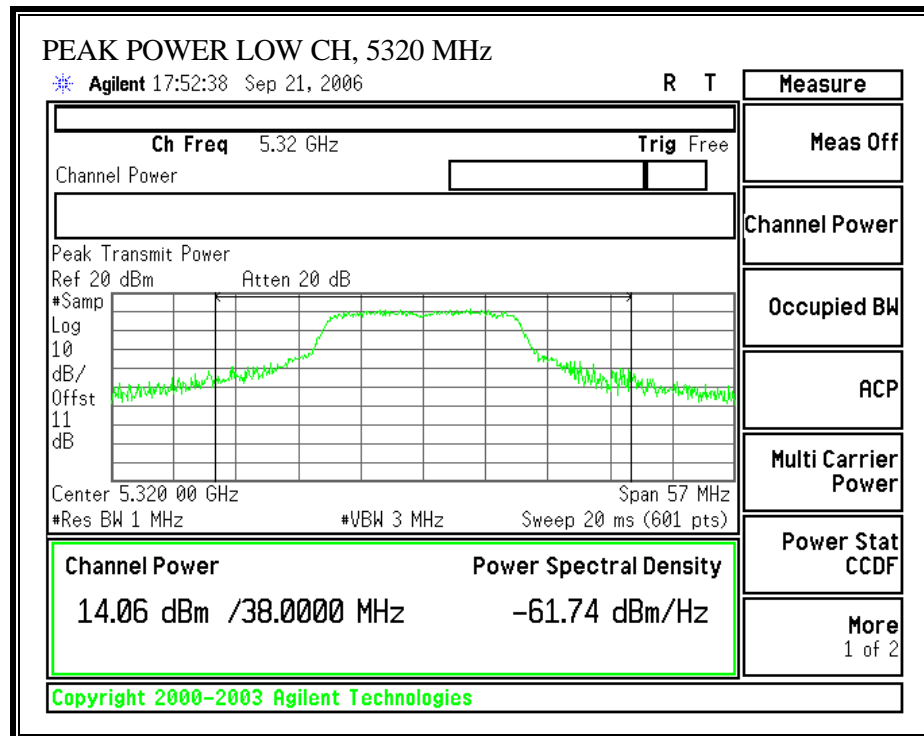 PEAK POWER LOW CH, 5320 MHz
Agilent 17:52:38 Sep 21, 2006 R T
Ch Freq 5.32 GHz Trig Free
Channel Power
Peak Transmit Power
Ref 20 dBm Atten 20 dB
#Samp
Log
10
dB/
Offst
11
dB
Center 5.320 00 GHz Span 57 MHz
#Res BW 1 MHz #VBW 3 MHz Sweep 20 ms (601 pts)
Channel Power Power Spectral Density
14.06 dBm /38.0000 MHz -61.74 dBm/Hz
Copyright 2000-2003 Agilent Technologies
Measure
Meas Off
Channel Power
Occupied BW
ACP
Multi Carrier
Power
Power Stat
CCDF
More
1 of 2